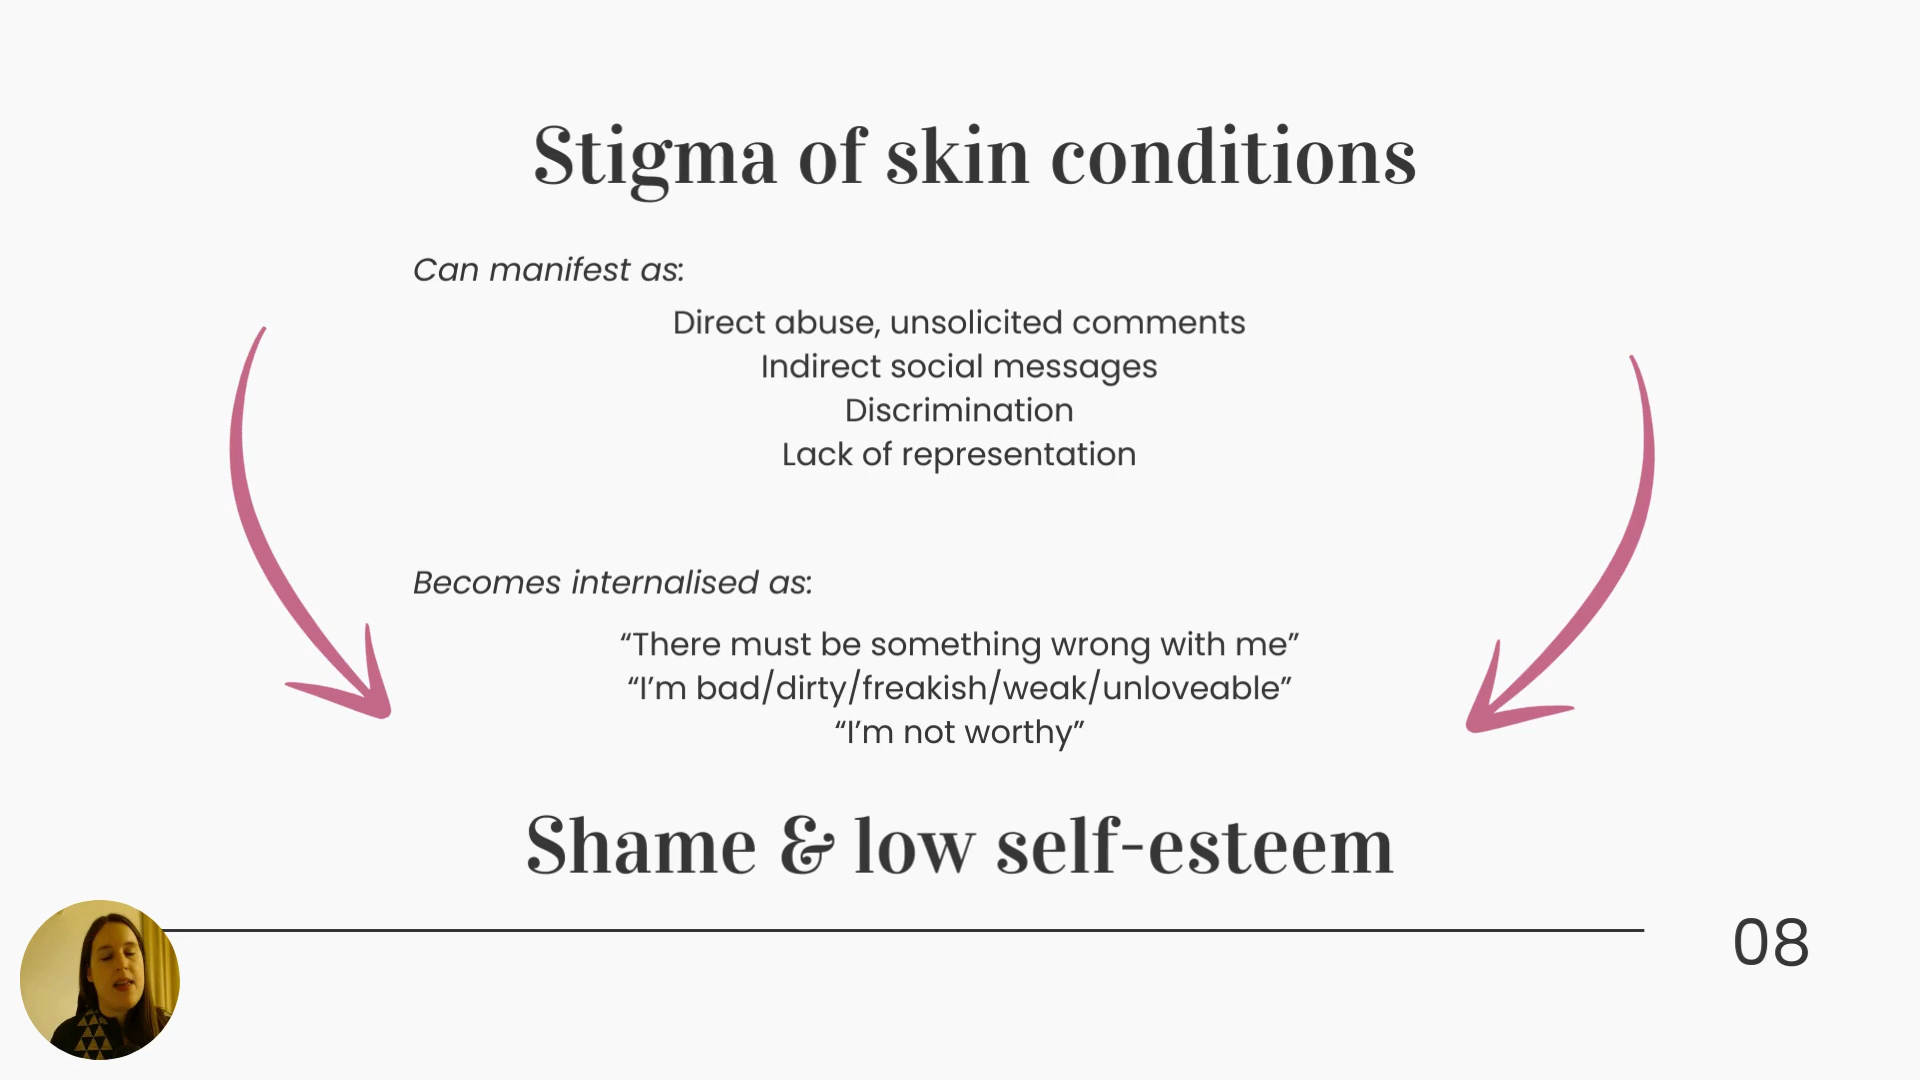 Stigma of skin conditions
Can manifest as:
Direct abuse, unsolicited comments
Indirect social messages
Discrimination
Lack of representation
Becomes internalised as:
“There must be something wrong with me”
“I’m bad/dirty/freakish/weak/unloveable”
“I’m not worthy”
Shame & low self-esteem
08